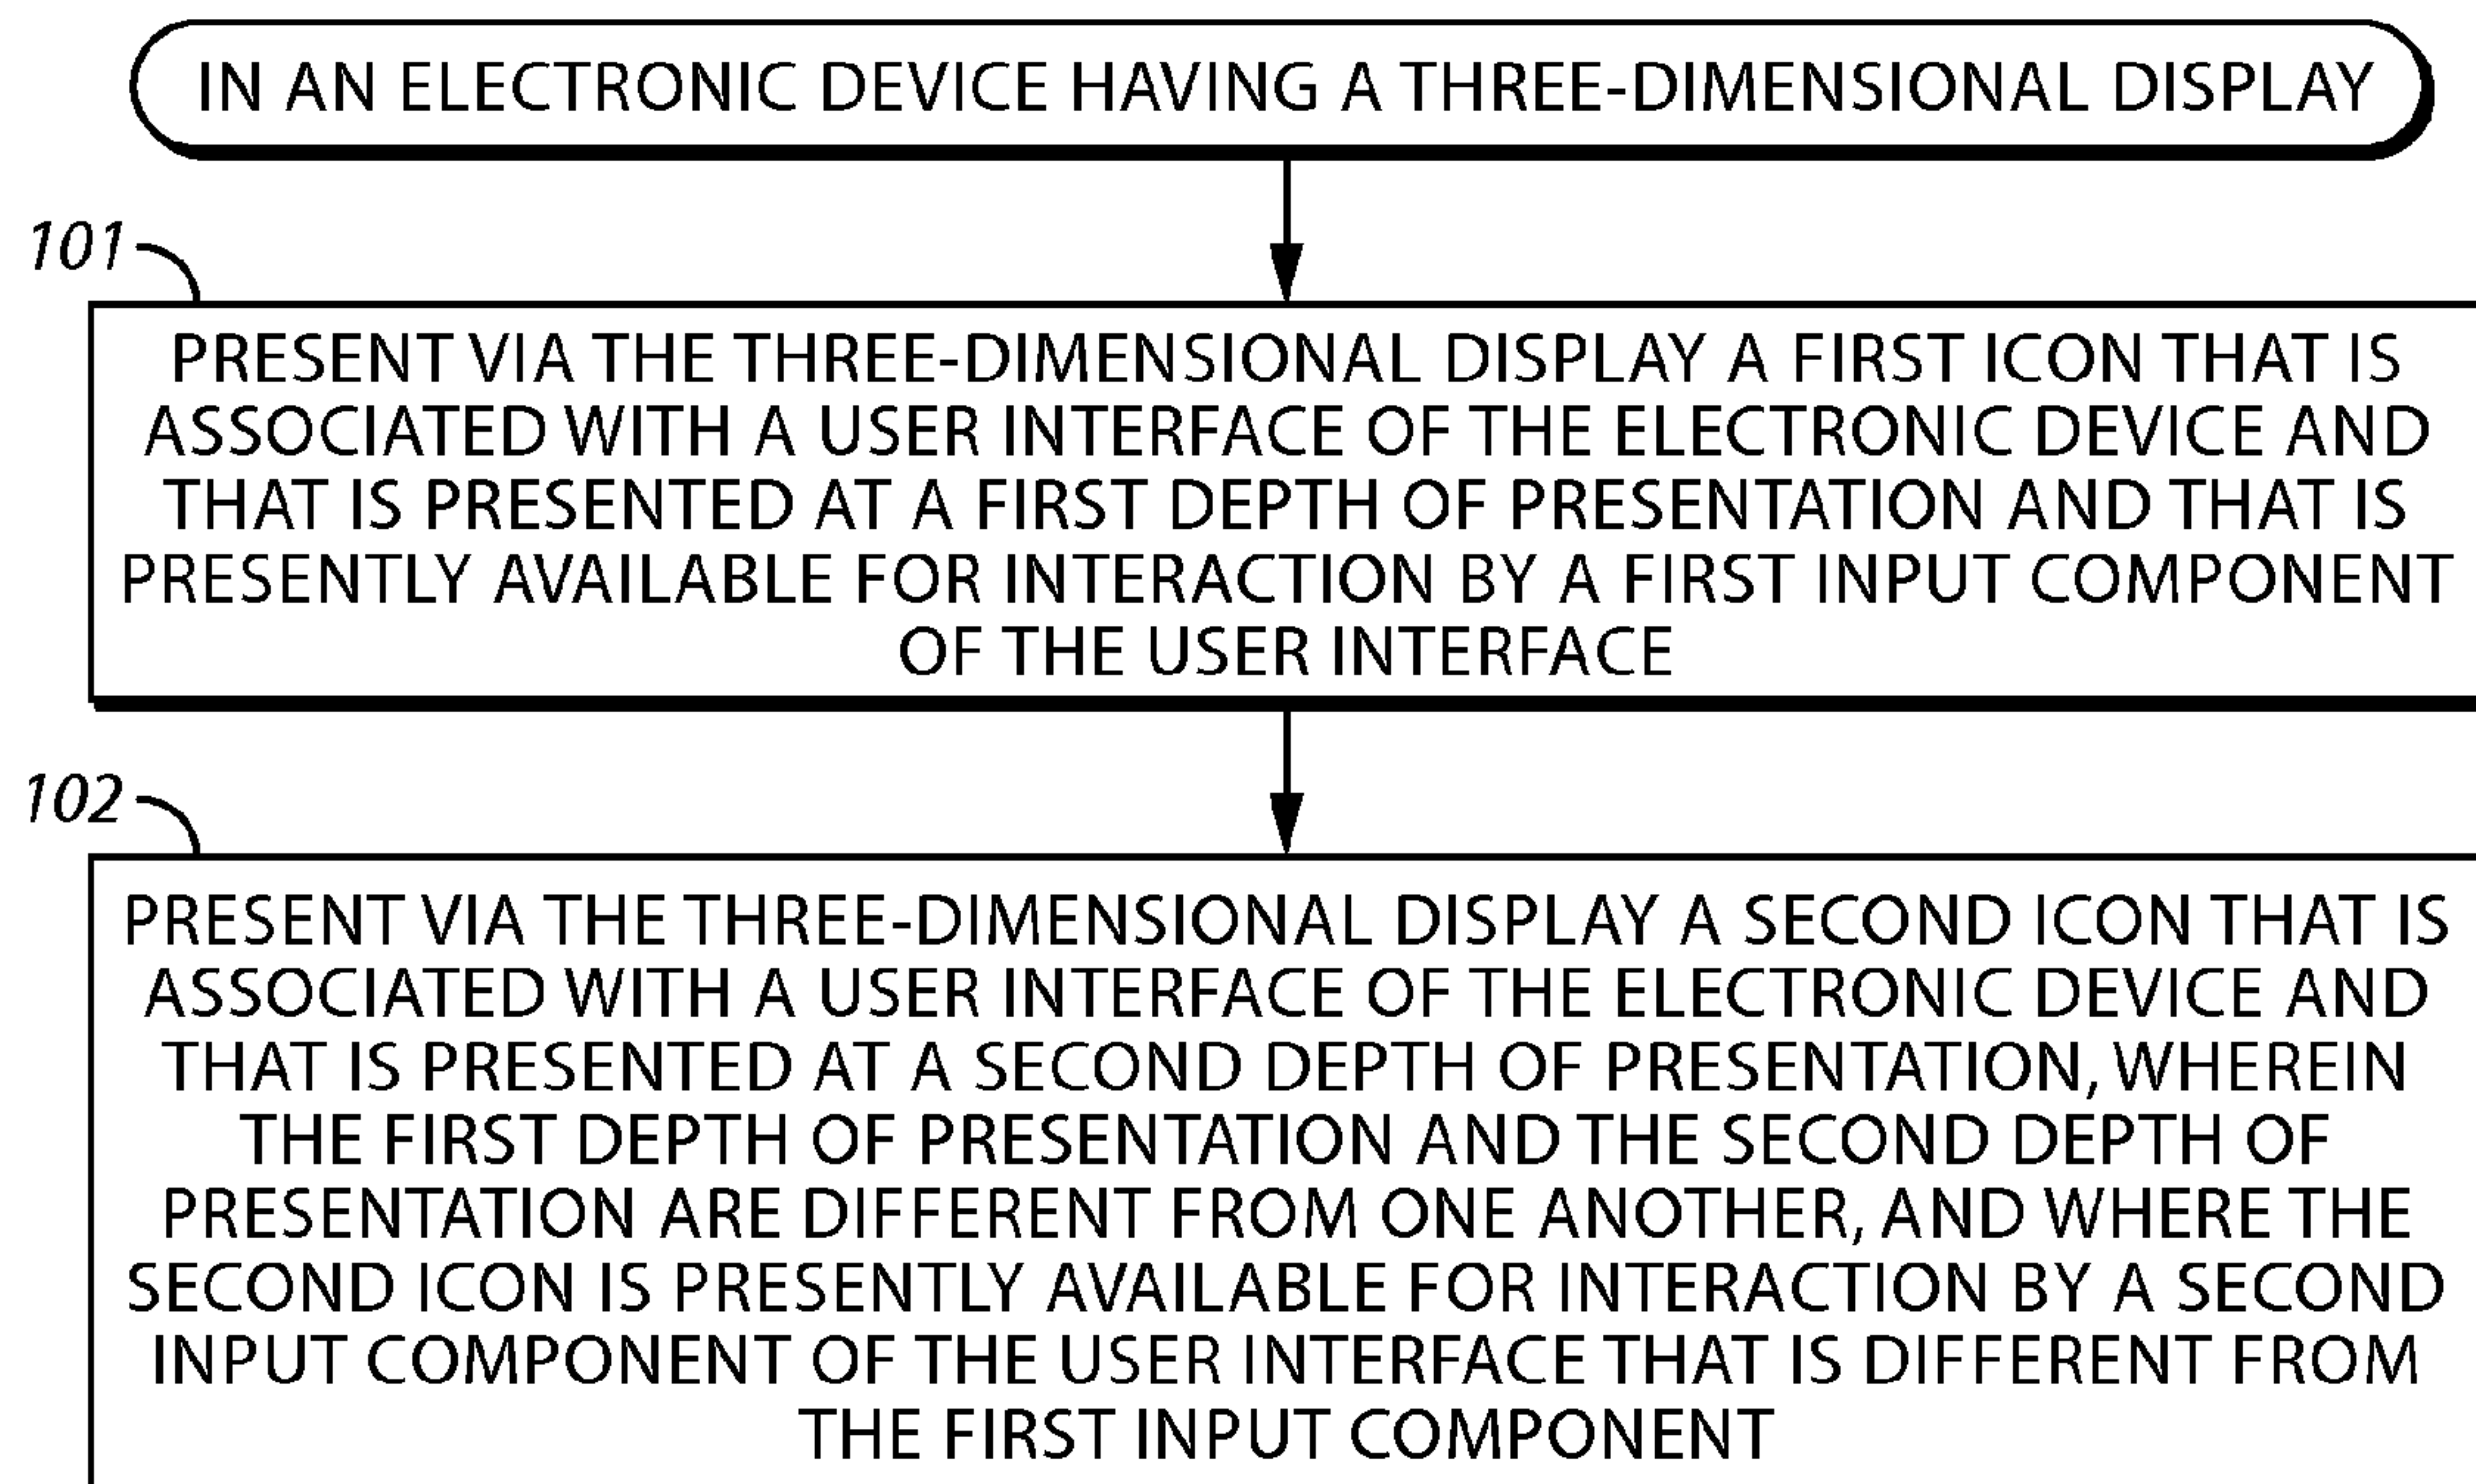 IN AN ELECTRONIC DEVICE HAVING A THREE-DIMENSIONAL DISPLAY
101
PRESENT VIA THE THREE-DIMENSIONAL DISPLAY A FIRST ICON THAT IS
ASSOCIATED WITH A USER INTERFACE OF THE ELECTRONIC DEVICE AND
THAT IS PRESENTED AT A FIRST DEPTH OF PRESENTATION AND THAT IS
PRESENTLY AVAILABLE FOR INTERACTION BY A FIRST INPUT COMPONENT
OF THE USER INTERFACE
102
PRESENT VIA THE THREE-DIMENSIONAL DISPLAY A SECOND ICON THAT IS
ASSOCIATED WITH A USER INTERFACE OF THE ELECTRONIC DEVICE AND
THAT IS PRESENTED AT A SECOND DEPTH OF PRESENTATION, WHEREIN
THE FIRST DEPTH OF PRESENTATION AND THE SECOND DEPTH OF
PRESENTATION ARE DIFFERENT FROM ONE ANOTHER, AND WHERE THE
SECOND ICON IS PRESENTLY AVAILABLE FOR INTERACTION BY A SECOND
INPUT COMPONENT OF THE USER INTERFACE THAT IS DIFFERENT FROM
THE FIRST INPUT COMPONENT